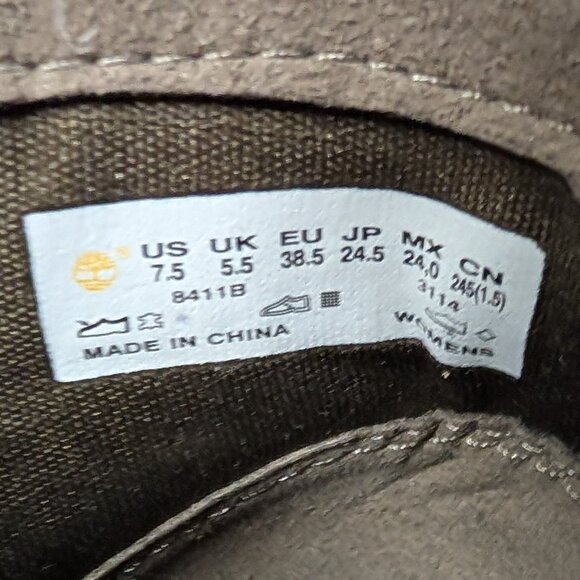 US UK EU JP MX CN
7.5 5.5 38.5 24.5 24.0 245(1.5)
8411B 3114
MADE IN CHINA WOMENS